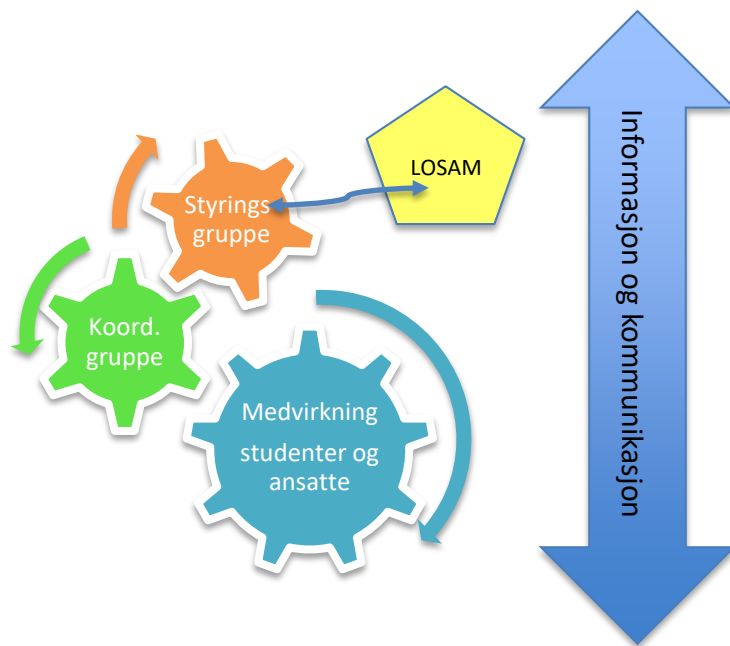 LOSAM
Styrings
gruppe
Koord.
gruppe
Medvirkning
studenter og
ansatte
Informasjon og kommunikasjon